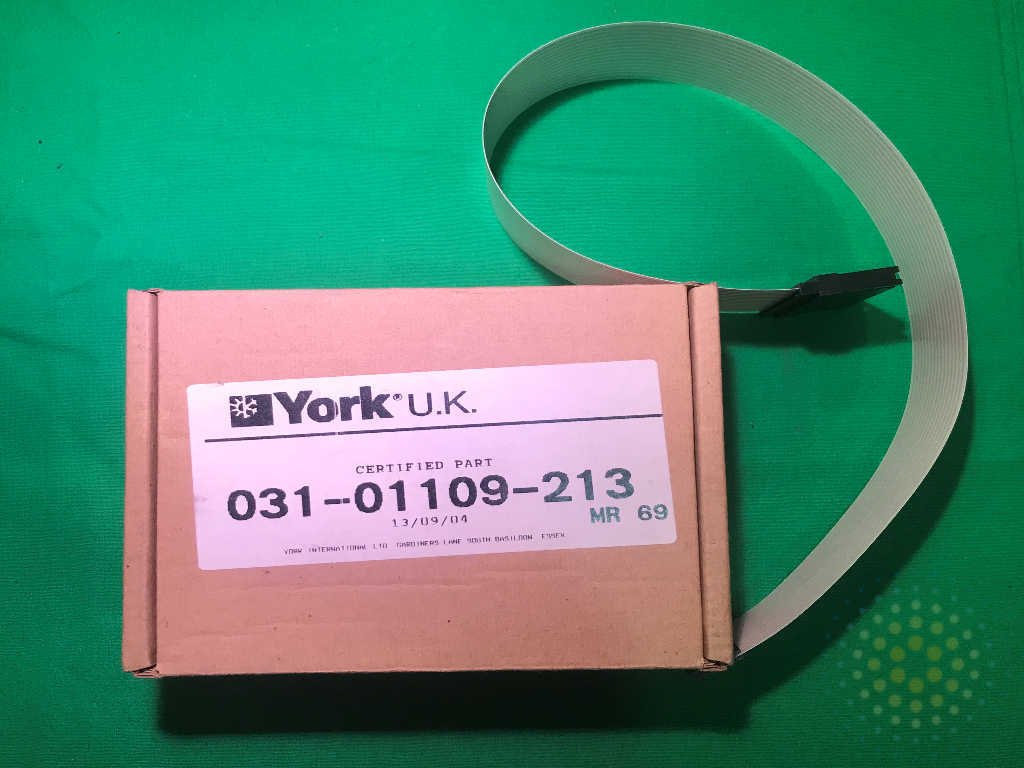 York® U.K.
CERTIFIED PART
031-01109-213
13/09/04
MR 69
YORK INTERNATIONAL LTD GARDINERS LANE SOUTH BASILDON ESSEX